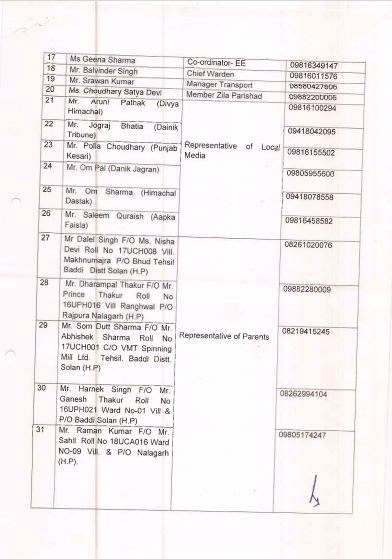 17 Ms Geena Sharma Co-ordinator- EE 09816349147
18 Mr. Balvinder Singh Chief Warden 09816011576
19 Mr. Srawan Kumar Manager Transport 08580427606
20 Ms. Choudhary Satya Devi Member Zila Parishad 09882200006
21 Mr. Aruni Pathak (Divya 09816100294
Himachal)
22 Mr. Jograj Bhatia (Dainik 09418042095
Tribune)
23 Mr. Polla Choudhary (Punjab Representative of Local 09816155502
Kesari) Media
24 Mr. Om Pal (Danik Jagran) 09805955600
25 Mr. Om Sharma (Himachal 09418078558
Dastak)
26 Mr. Saleem Quraish (Aapka 09816458582
Faisla)
27 Mr Dalel Singh F/O Ms. Nisha 08261020076
Devi Roll No 17UCH008 Vill.
Makhnumajra P/O Bhud Tehsil
Baddi Distt Solan (H.P)
28 Mr. Dharampal Thakur F/O Mr. 09882280009
Prince Thakur Roll No
16UPH016 Vill Ranghwal P/O
Rajpura Nalagarh (H.P)
29 Mr. Som Dutt Sharma F/O Mr. 08219415245
Abhishek Sharma Roll No Representative of Parents
17UCH001 C/O VMT Spinning
Mill Ltd. Tehsil. Baddi Distt.
Solan (H.P)
30 Mr. Harnek Singh F/O Mr. 08262994104
Ganesh Thakur Roll No
16UPH021 Ward No-01 Vill &
P/O Baddi Solan (H.P)
31 Mr. Raman Kumar F/O Mr. 09805174247
Sahil Roll No 18UCA016 Ward
NO-09 Vill. & P/O Nalagarh
(H.P).